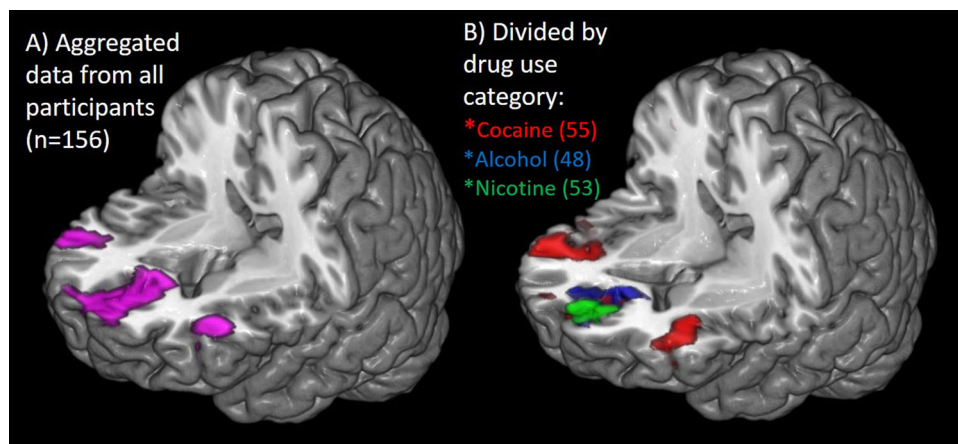 A) Aggregated
data from all
participants
(n=156)
B) Divided by
drug use
category:
*Cocaine (55)
*Alcohol (48)
*Nicotine (53)